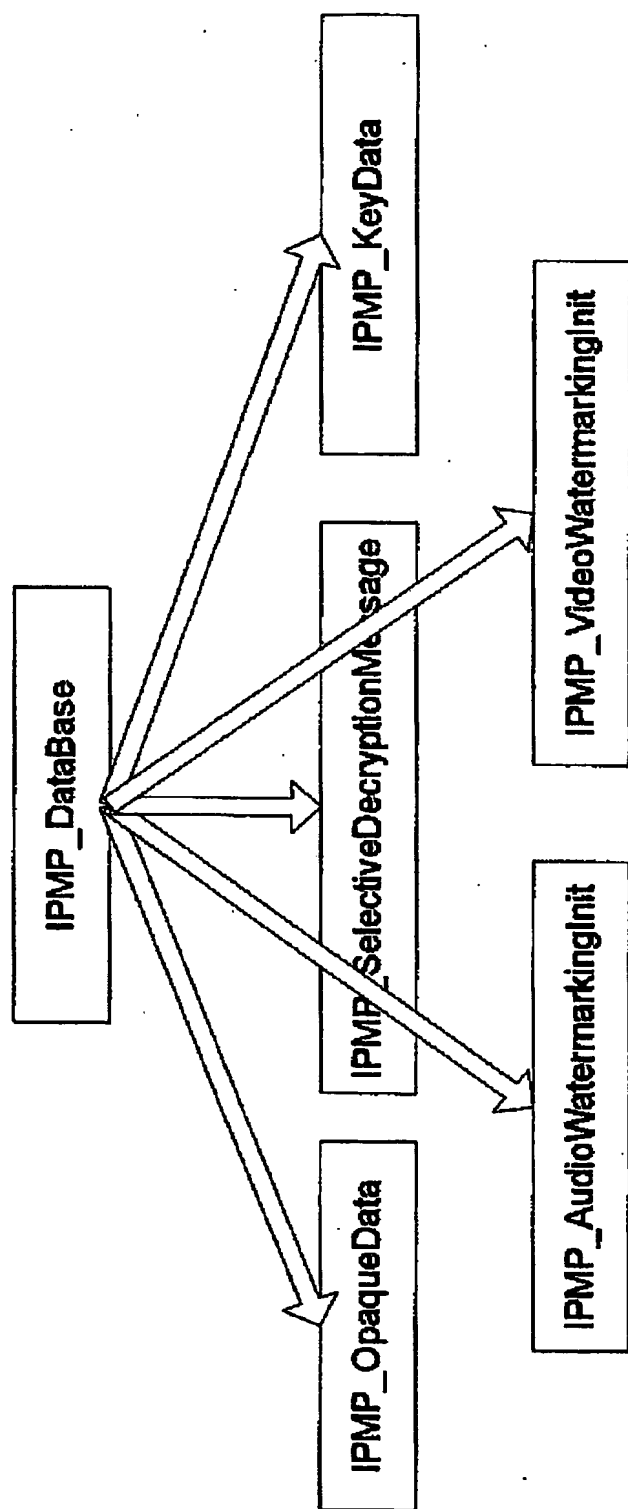 IPMP_DataBase
IPMP_OpaqueData
IPMP_SelectiveDecryptionMessage
IPMP_KeyData
IPMP_AudioWatermarkingInit
IPMP_VideoWatermarkingInit